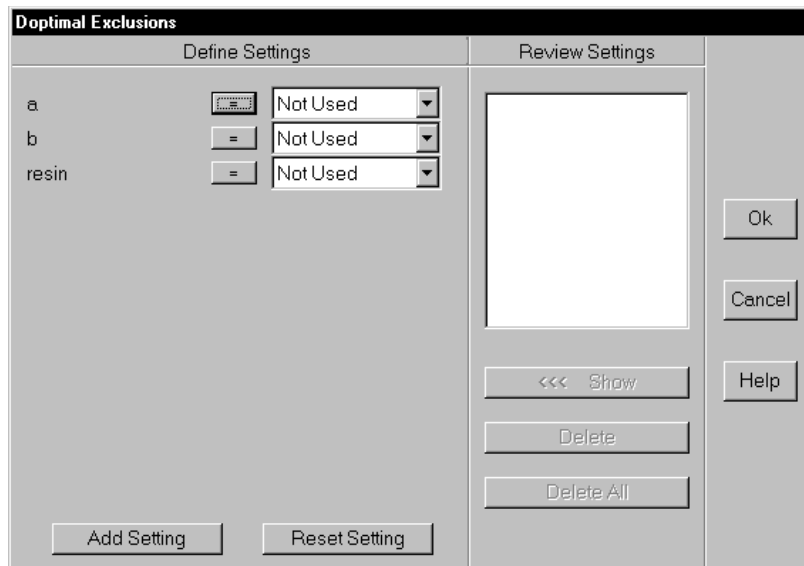 Doptimal Exclusions
Define Settings
Review Settings
a = Not Used
b = Not Used
resin = Not Used
Ok
Cancel
<<< Show
Help
Delete
Delete All
Add Setting
Reset Setting